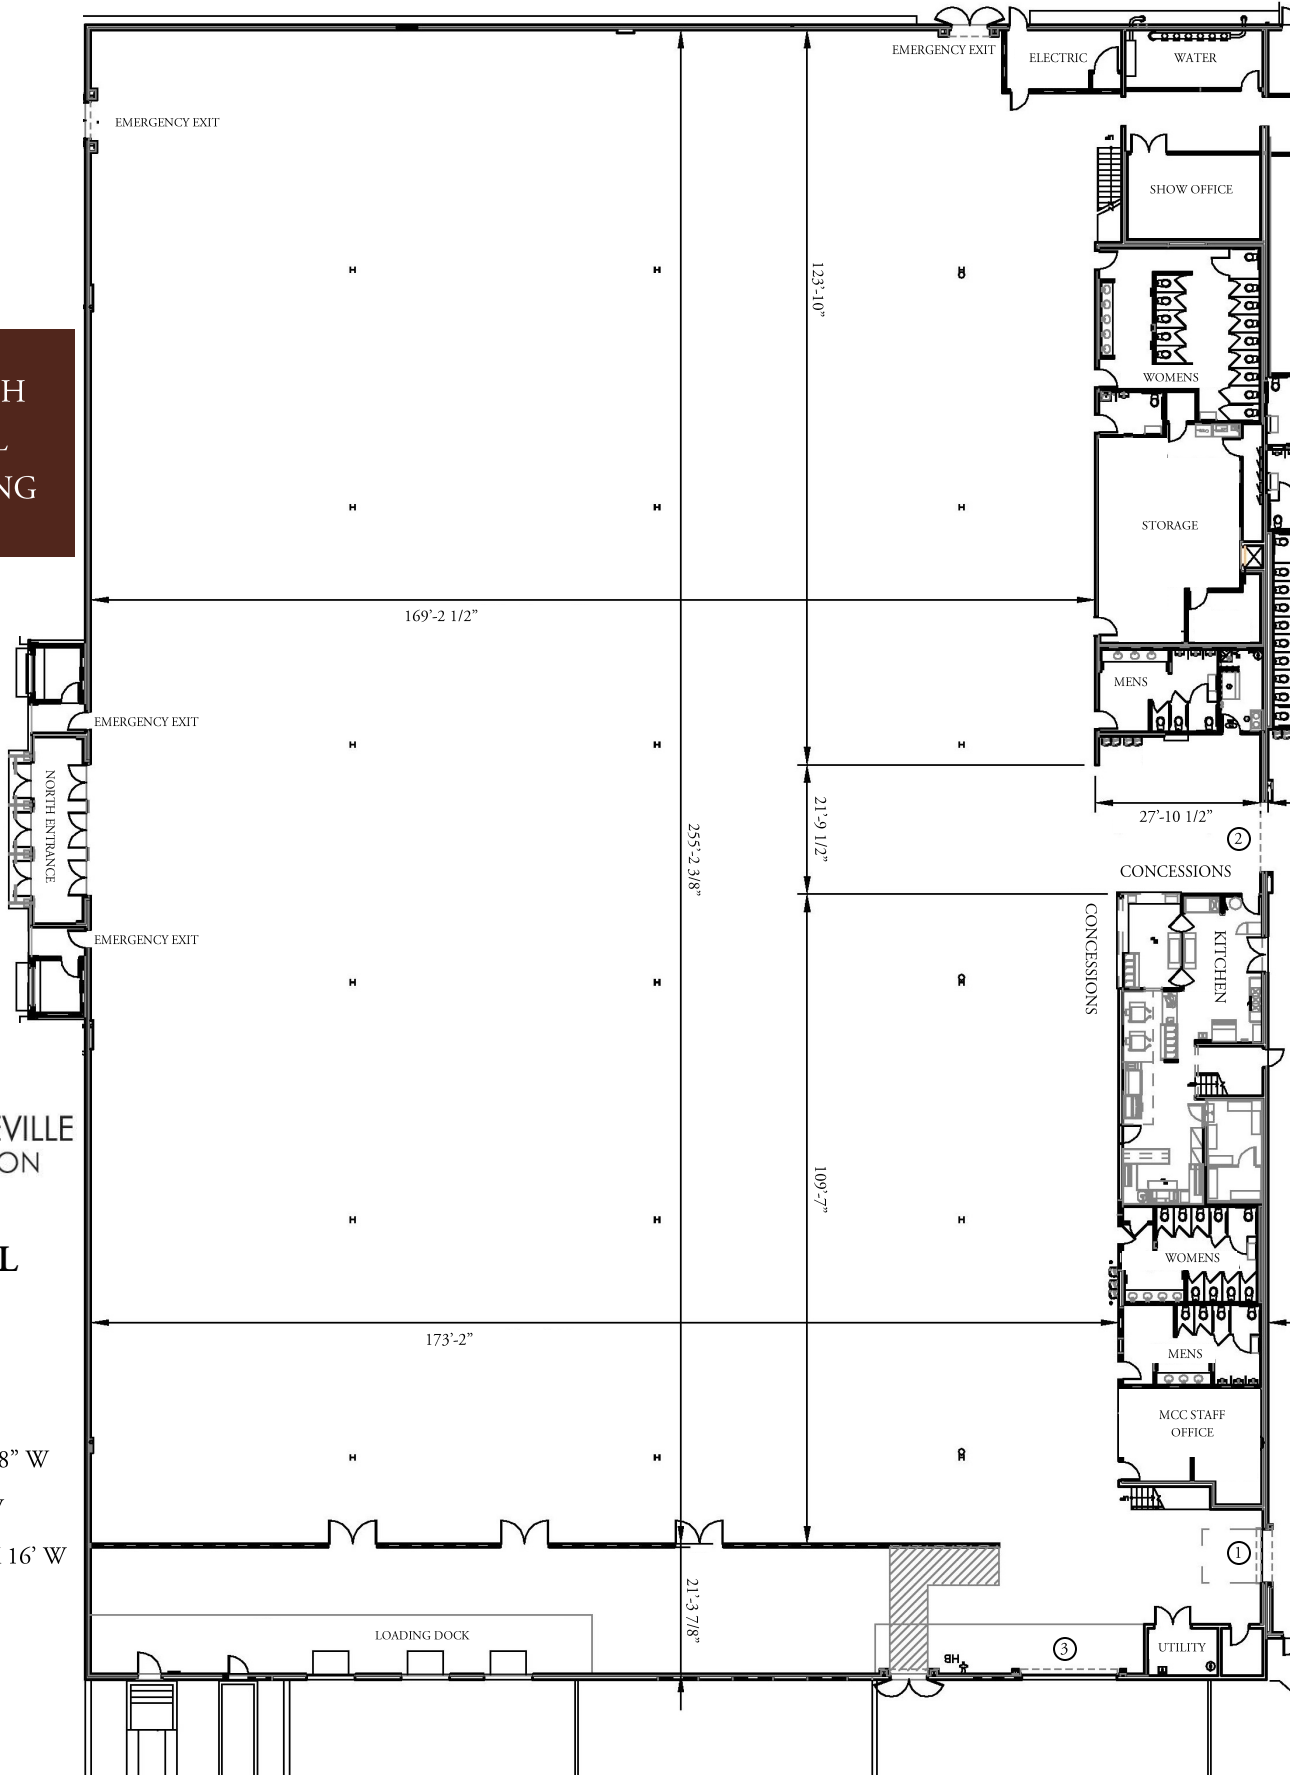 EMERGENCY EXIT
ELECTRIC
WATER
EMERGENCY EXIT
SHOW OFFICE
123'-10"
H
L
NG
WOMENS
STORAGE
169'-2 1/2"
MENS
EMERGENCY EXIT
NORTH ENTRANCE
21'-9 1/2"
255'-2 3/8"
27'-10 1/2"
2
CONCESSIONS
CONCESSIONS
KITCHEN
EMERGENCY EXIT
EVILLE
ON
109'-7"
L
WOMENS
173'-2"
MENS
MCC STAFF
OFFICE
8" W
16' W
1
21'-3 7/8"
LOADING DOCK
3
UTILITY
HB